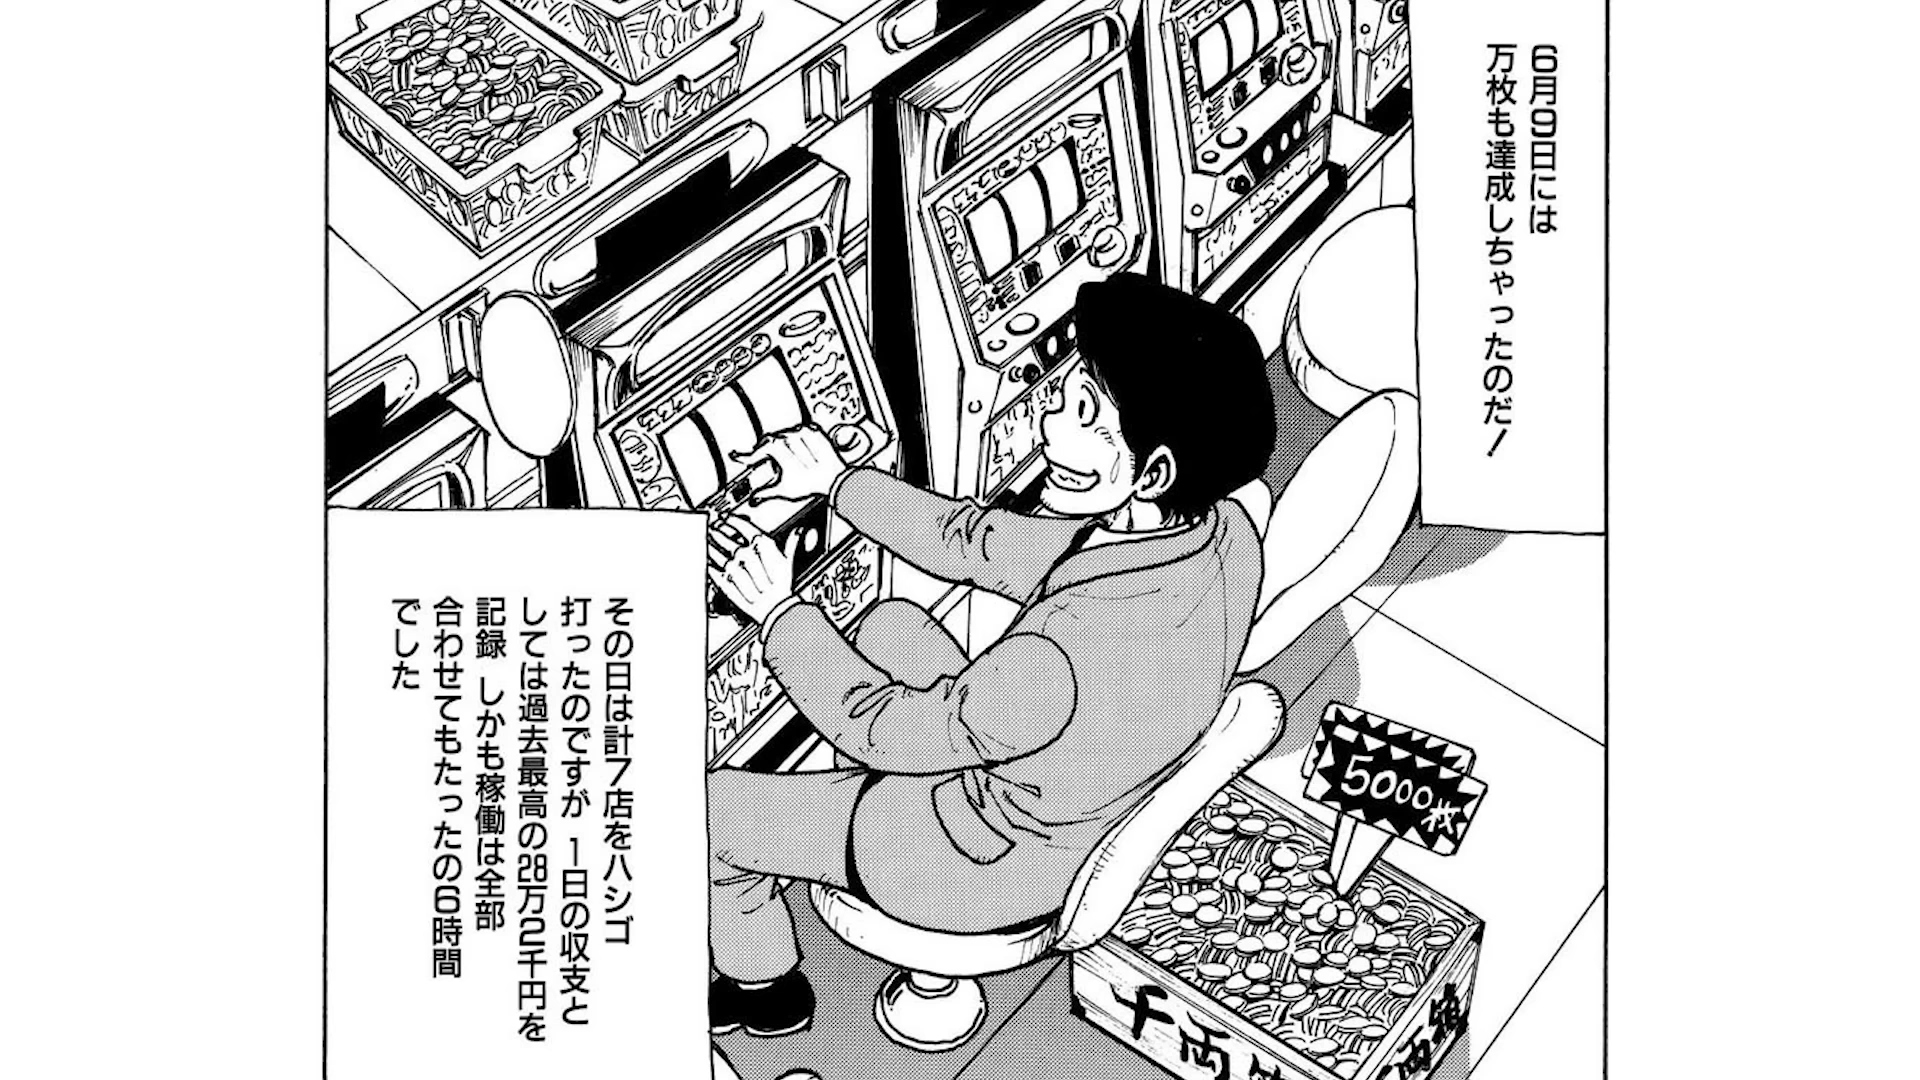 6月9日には
万枚も達成しちゃったのだ！
その日は計7店をハシゴ
打ったのですが 1日の収支と
しては過去最高の28万2千円を
記録 しかも稼働は全部
合わせてもたったの6時間
でした
5000枚
千両箱